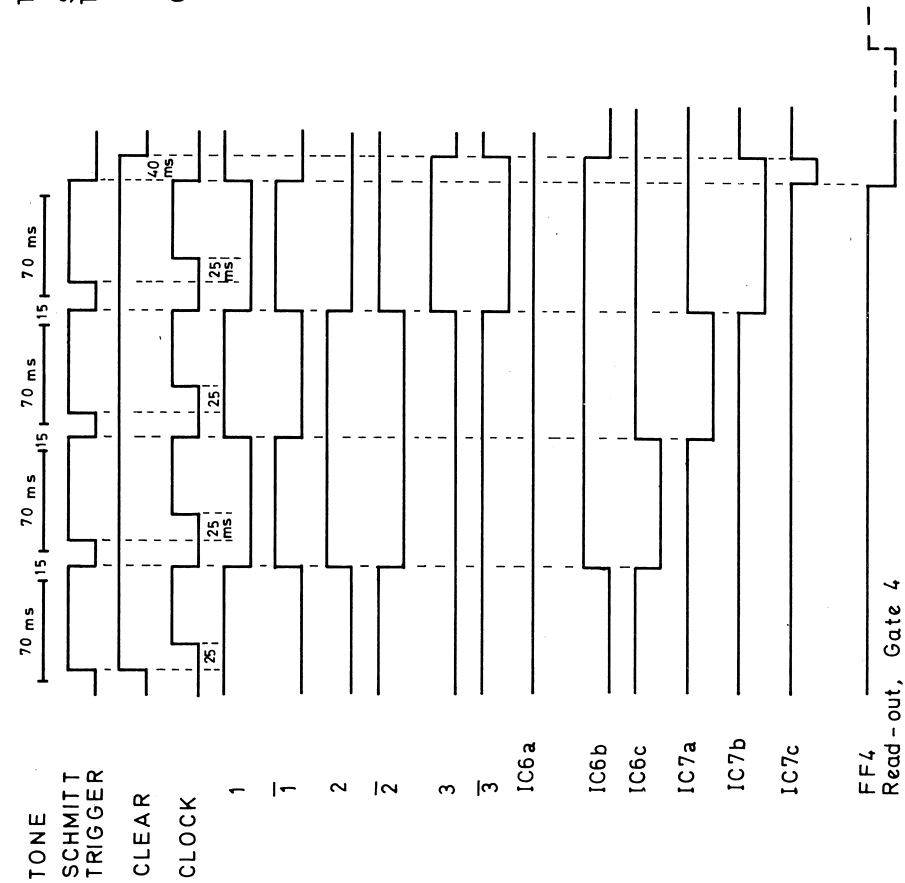 TONE
SCHMITT
TRIGGER
CLEAR
CLOCK
1
1̅
2
2̅
3
3̅
IC6a
IC6b
IC6c
IC7a
IC7b
IC7c
FF4
Read-out, Gate 4
70 ms 15 70 ms 15 70 ms 15 70 ms
40
ms
25 25 25 25
ms ms